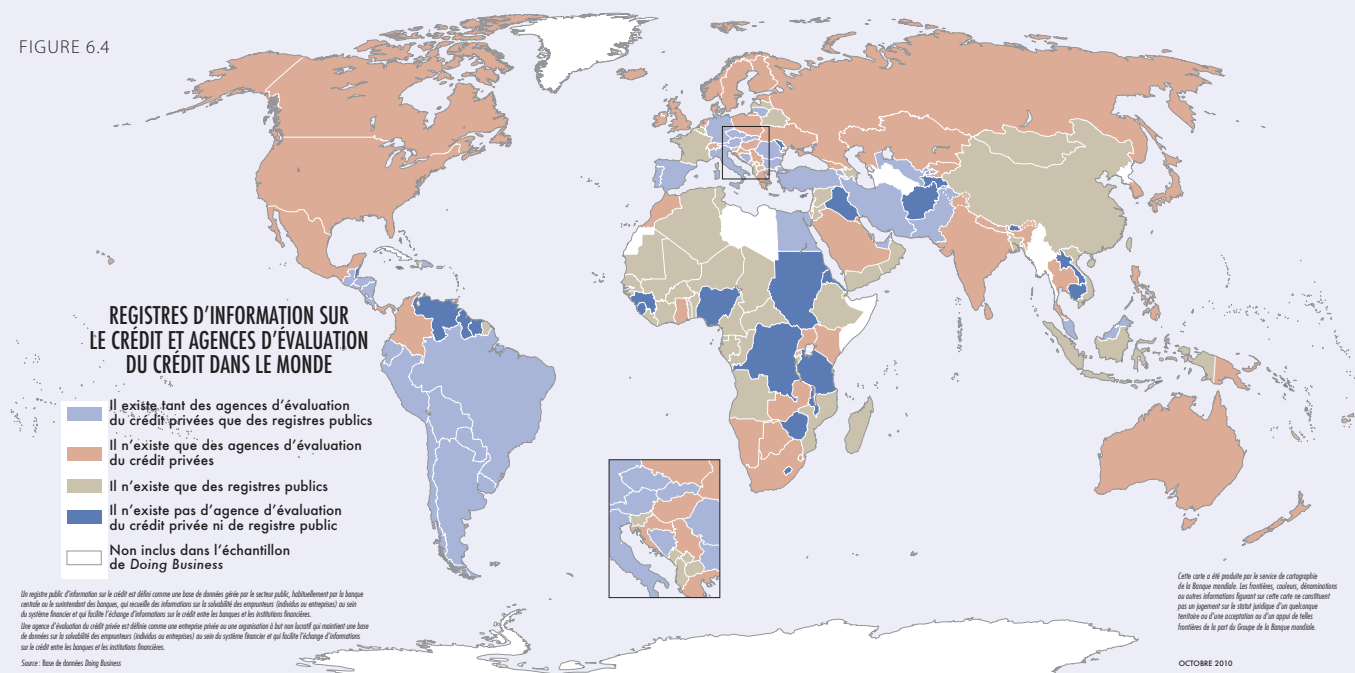 FIGURE 6.4
REGISTRES D'INFORMATION SUR
LE CRÉDIT ET AGENCES D'ÉVALUATION
DU CRÉDIT DANS LE MONDE
Il existe tant des agences d'évaluation
du crédit privées que des registres publics
Il n'existe que des agences d'évaluation
du crédit privées
Il n'existe que des registres publics
Il n'existe pas d'agence d'évaluation
du crédit privée ni de registre public
Non inclus dans l'échantillon
de Doing Business
Un registre public d'information sur le crédit est défini comme une base de données gérée par le secteur public, habituellement par la banque
centrale ou le surintendant des banques, qui recueille des informations sur la solvabilité des emprunteurs (individus ou entreprises) au sein
du système financier et qui facilite l'échange d'informations sur le crédit entre les banques et les institutions financières.
Une agence d'évaluation du crédit privée est définie comme une entreprise privée ou une organisation à but non lucratif qui maintient une base
de données sur la solvabilité des emprunteurs (individus ou entreprises) au sein du système financier et qui facilite l'échange d'informations
sur le crédit entre les banques et les institutions financières.
Source: Base de données Doing Business
Cette carte a été produite par le service de cartographie
de la Banque mondiale. Les frontières, couleurs, dénominations
ou autres informations figurant sur cette carte ne constituent
pas un jugement sur le statut juridique d'un quelconque
territoire ou d'une acceptation ou d'un appui de telles
frontières de la part du Groupe de la Banque mondiale.
OCTOBRE 2010